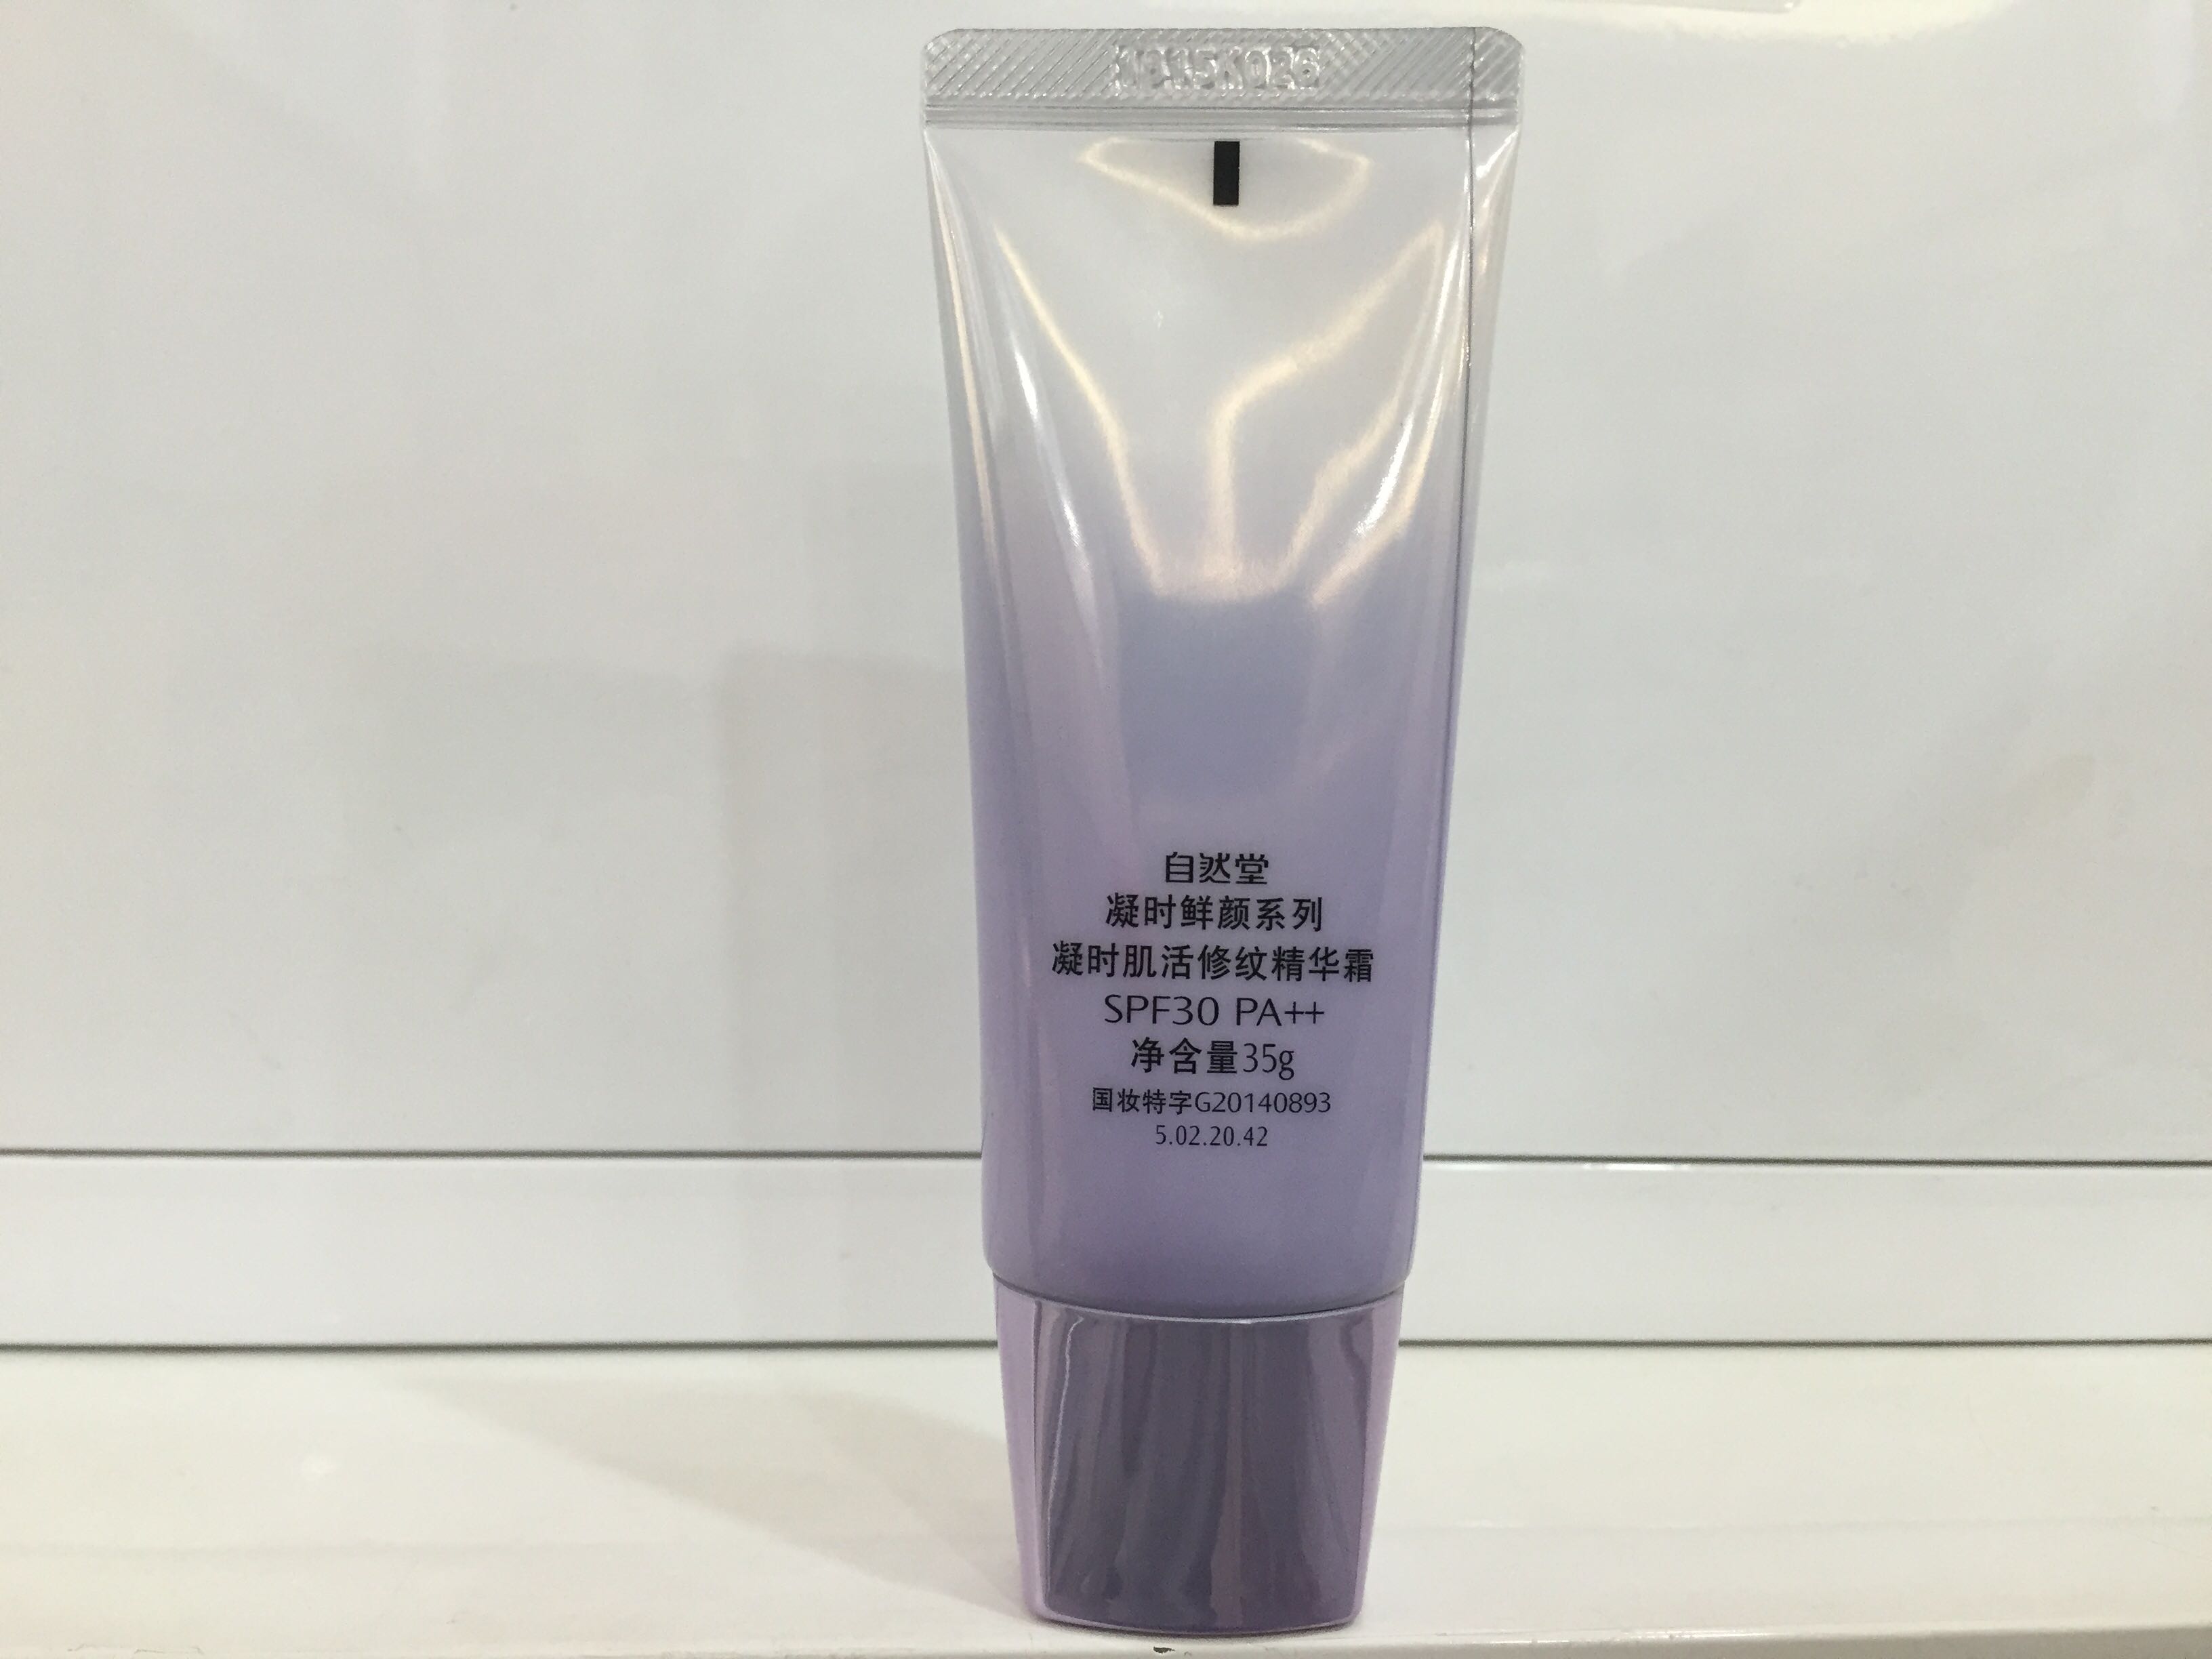 自然堂
凝时鲜颜系列
凝时肌活修纹精华霜
SPF30 PA++
净含量35g
国妆特字G20140893
5.02.20.42